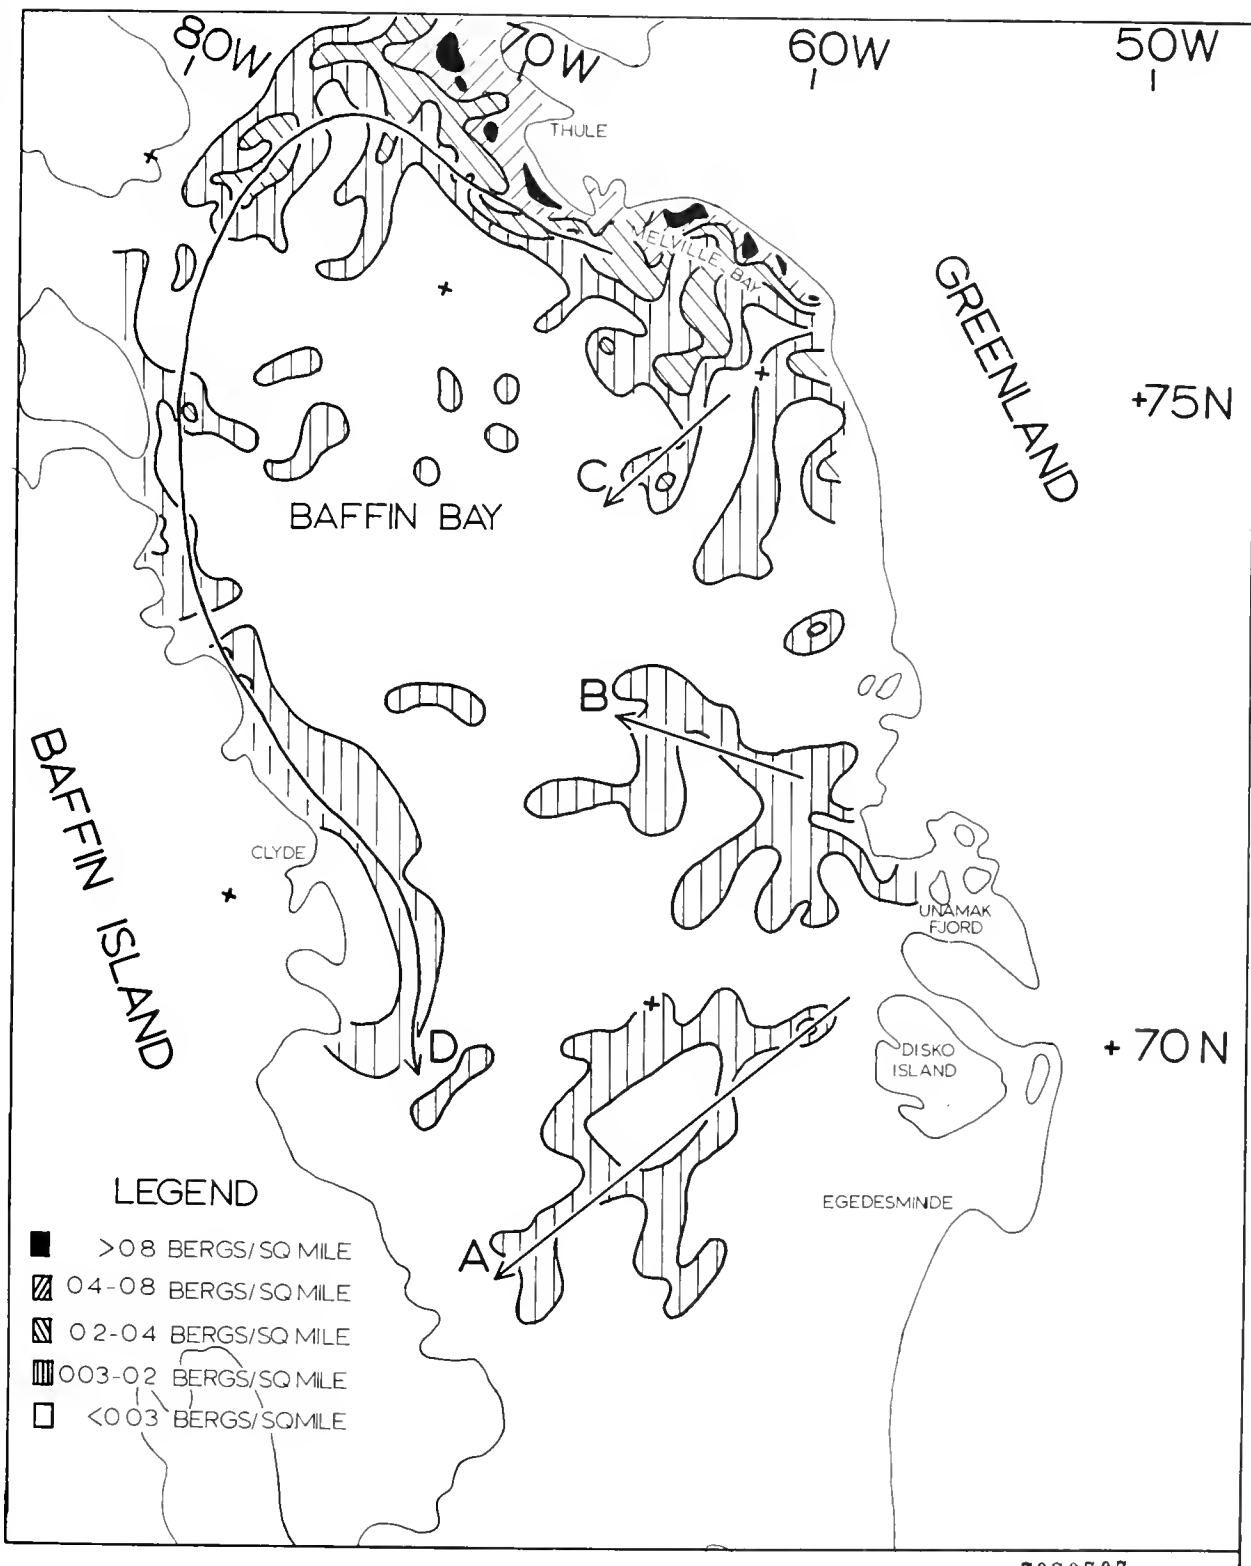 80W
70W
60W
50W
THULE
MELVILLE BAY
GREENLAND
+75N
C
BAFFIN BAY
B
BAFFIN ISLAND
CLYDE
UNAMAK
FJORD
D
DISKO
ISLAND
+ 70N
LEGEND
EGEDESMINDE
A
>08 BERGS/SQ MILE
04-08 BERGS/SQ MILE
02-04 BERGS/SQ MILE
003-02 BERGS/SQ MILE
<003 BERGS/SQ MILE